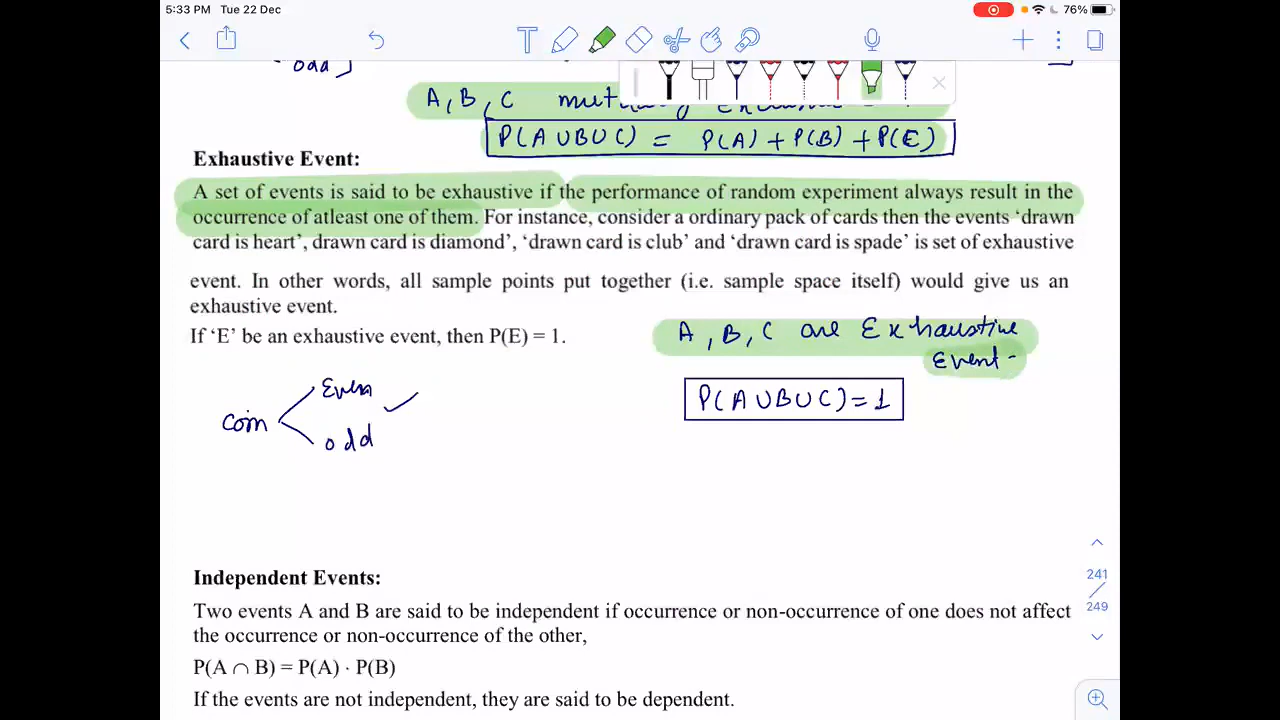 5:33 PM Tue 22 Dec
76%
odd
A, B, C mutually Exclusive
P(A ∪ B ∪ C) = P(A) + P(B) + P(E)
Exhaustive Event:
A set of events is said to be exhaustive if the performance of random experiment always result in the
occurrence of atleast one of them. For instance, consider a ordinary pack of cards then the events ‘drawn
card is heart’, drawn card is diamond’, ‘drawn card is club’ and ‘drawn card is spade’ is set of exhaustive
event. In other words, all sample points put together (i.e. sample space itself) would give us an
exhaustive event.
If ‘E’ be an exhaustive event, then P(E) = 1.
A, B, C are Exhaustive
Event
P(A ∪ B ∪ C) = 1
Even
Coin
odd
241
249
Independent Events:
Two events A and B are said to be independent if occurrence or non-occurrence of one does not affect
the occurrence or non-occurrence of the other,
P(A ∩ B) = P(A) · P(B)
If the events are not independent, they are said to be dependent.